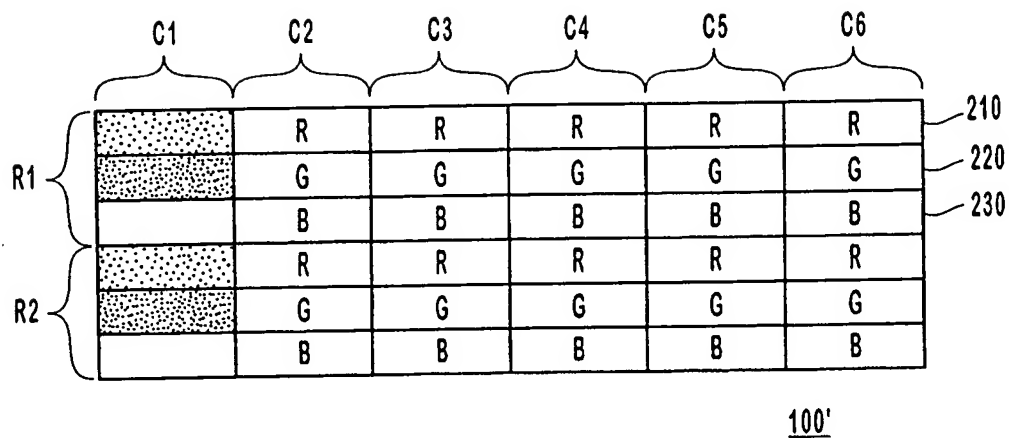 C1 C2 C3 C4 C5 C6
R R R R R 210
R1 G G G G G 220
B B B B B 230
R R R R R
R2 G G G G G
B B B B B
100'